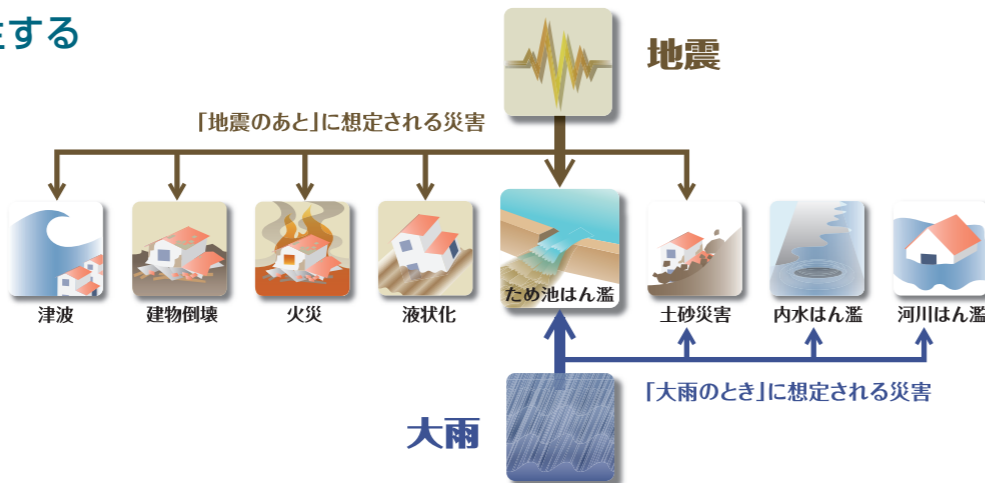 生する
地震
「地震のあと」に想定される災害
津波
建物倒壊
火災
液状化
ため池はん濫
土砂災害
内水はん濫
河川はん濫
「大雨のとき」に想定される災害
大雨